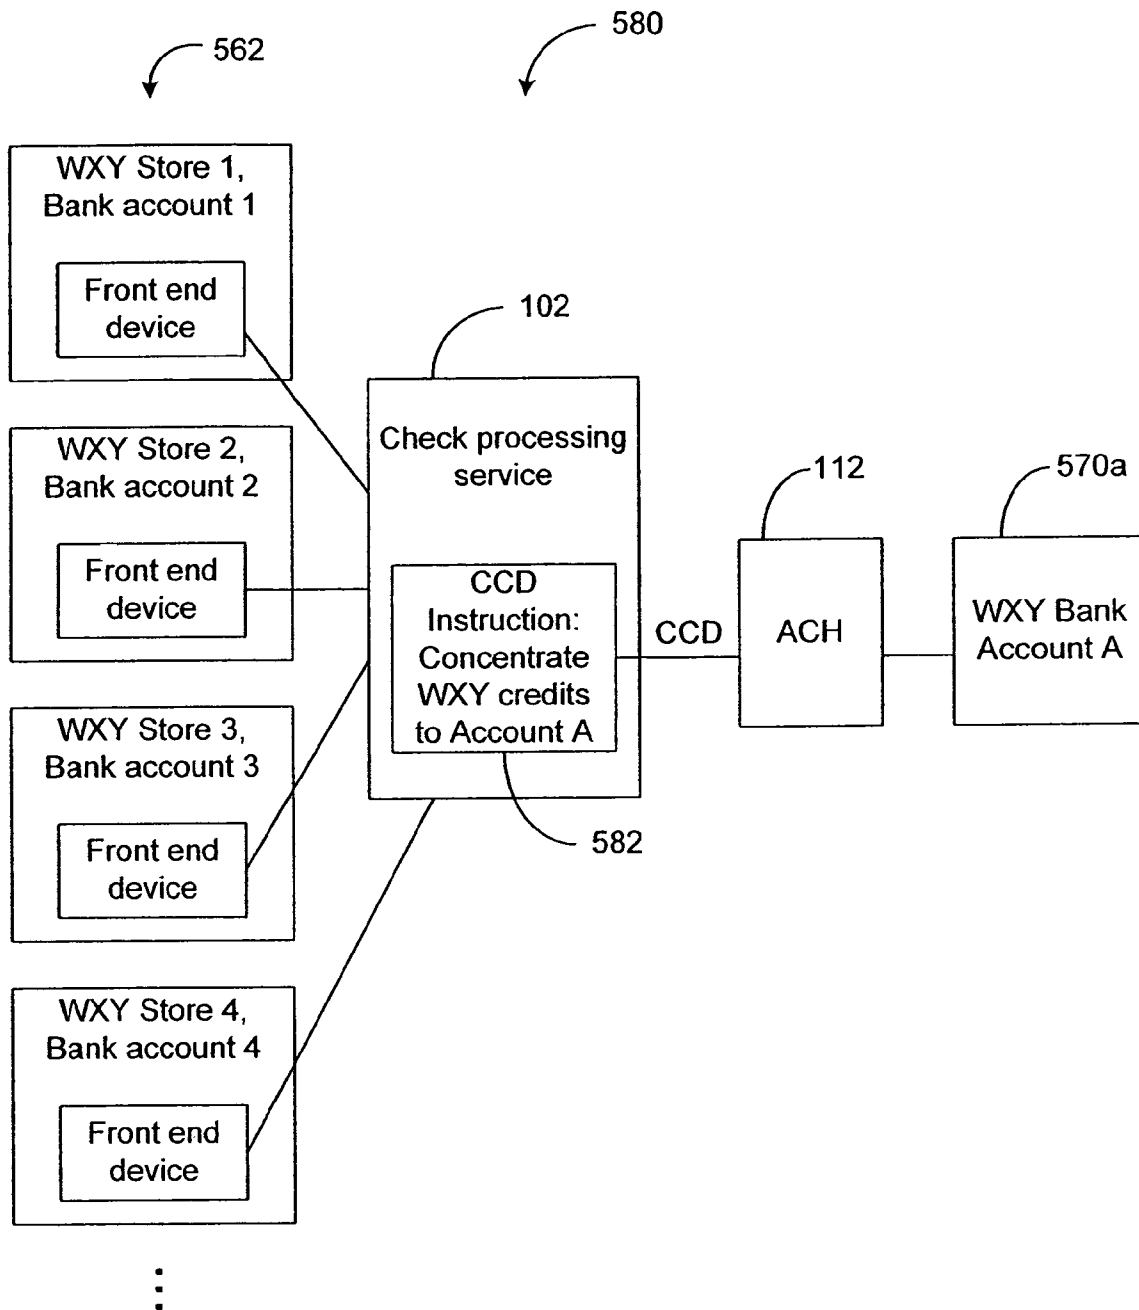 562
580
WXY Store 1,
Bank account 1
Front end
device
WXY Store 2,
Bank account 2
Front end
device
WXY Store 3,
Bank account 3
Front end
device
WXY Store 4,
Bank account 4
Front end
device
102
Check processing
service
CCD
Instruction:
Concentrate
WXY credits
to Account A
582
CCD
112
ACH
570a
WXY Bank
Account A